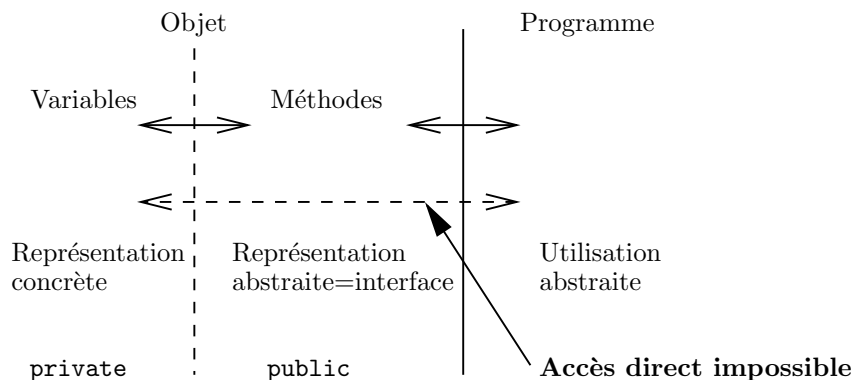 Objet
Programme
Variables
Méthodes
Représentation
concrète
Représentation
abstraite=interface
Utilisation
abstraite
private
public
Accès direct impossible